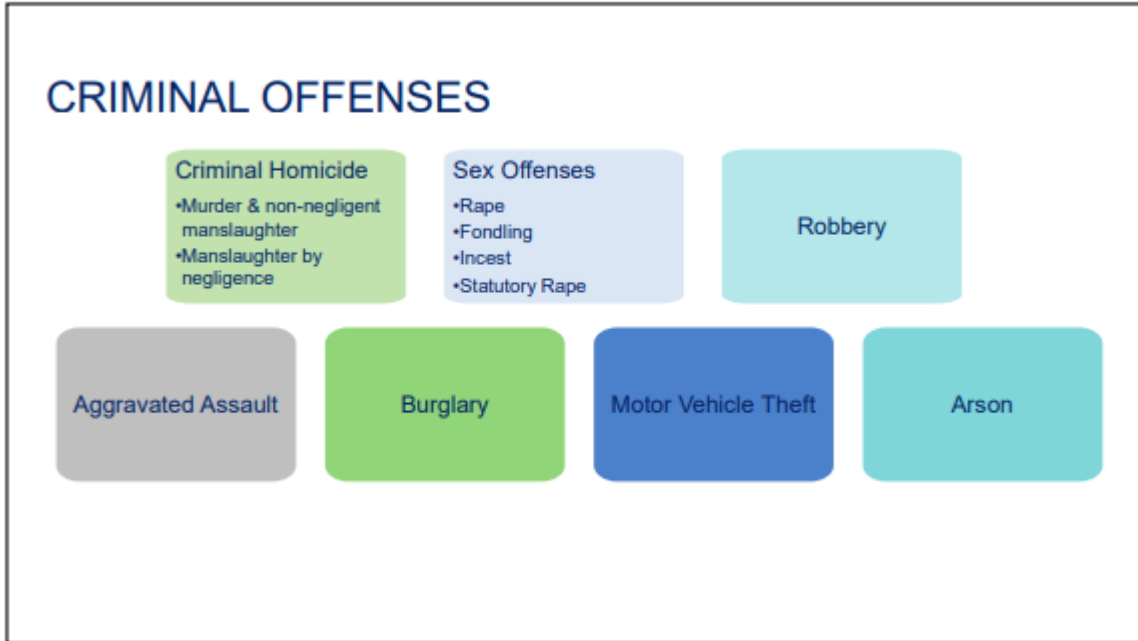 CRIMINAL OFFENSES
Criminal Homicide
•Murder & non-negligent
manslaughter
•Manslaughter by
negligence
Sex Offenses
•Rape
•Fondling
•Incest
•Statutory Rape
Robbery
Aggravated Assault
Burglary
Motor Vehicle Theft
Arson